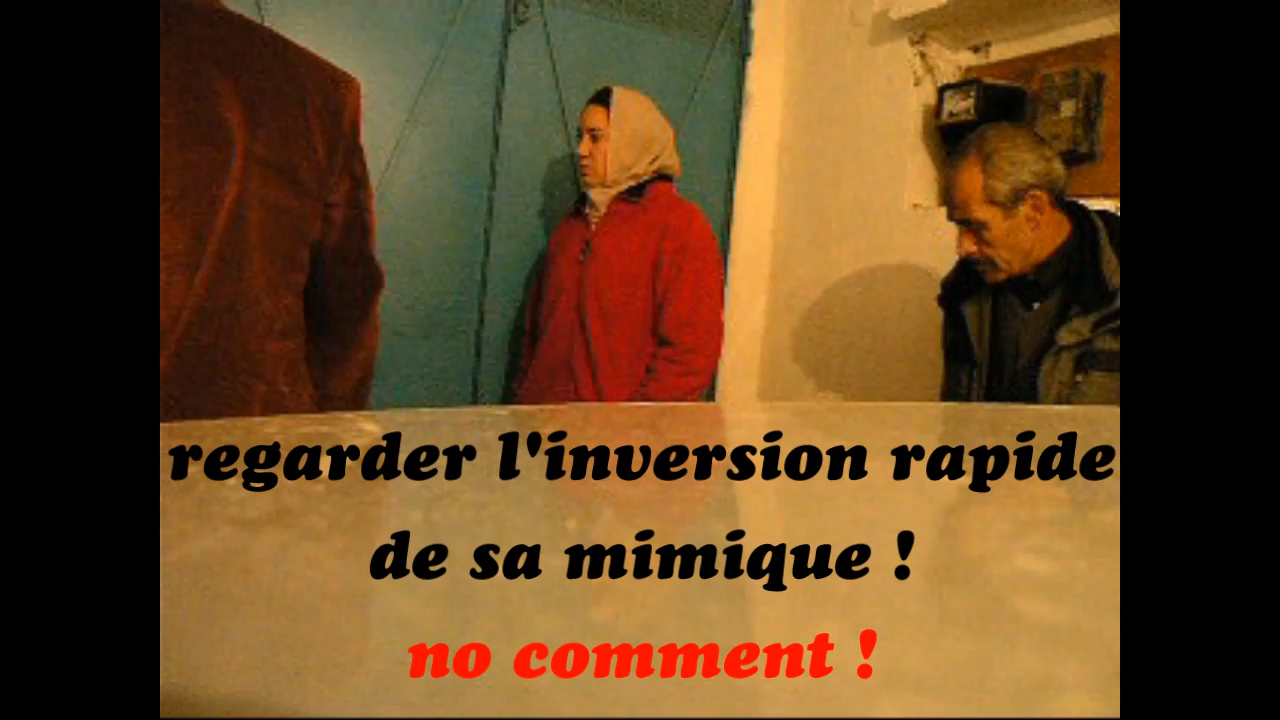 regarder l'inversion rapide
de sa mimique !
no comment !